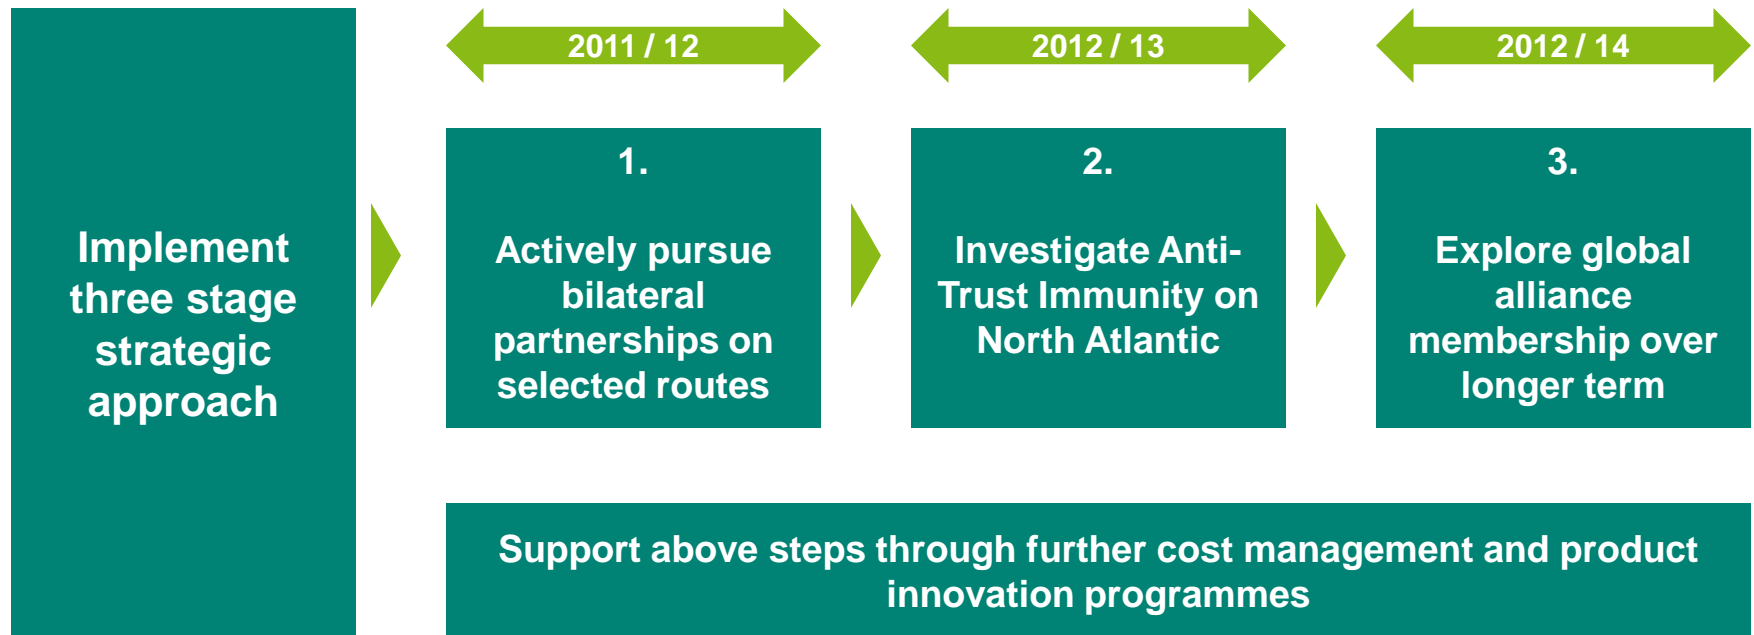 Implement
three stage
strategic
approach
2011 / 12
1.
Actively pursue
bilateral
partnerships on
selected routes
2012 / 13
2.
Investigate Anti-
Trust Immunity on
North Atlantic
2012 / 14
3.
Explore global
alliance
membership over
longer term
Support above steps through further cost management and product
innovation programmes